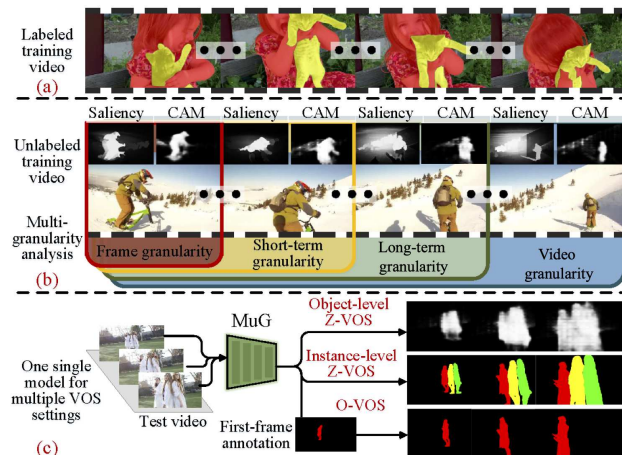 Labeled
training
video
(a)
Saliency CAM Saliency CAM Saliency CAM Saliency CAM
Unlabeled
training
video
Multi-
granularity
analysis
(b)
Frame granularity
Short-term
granularity
Long-term
granularity
Video
granularity
One single
model for
multiple VOS
settings
(c)
Test video
MuG
Object-level
Z-VOS
Instance-level
Z-VOS
O-VOS
First-frame
annotation